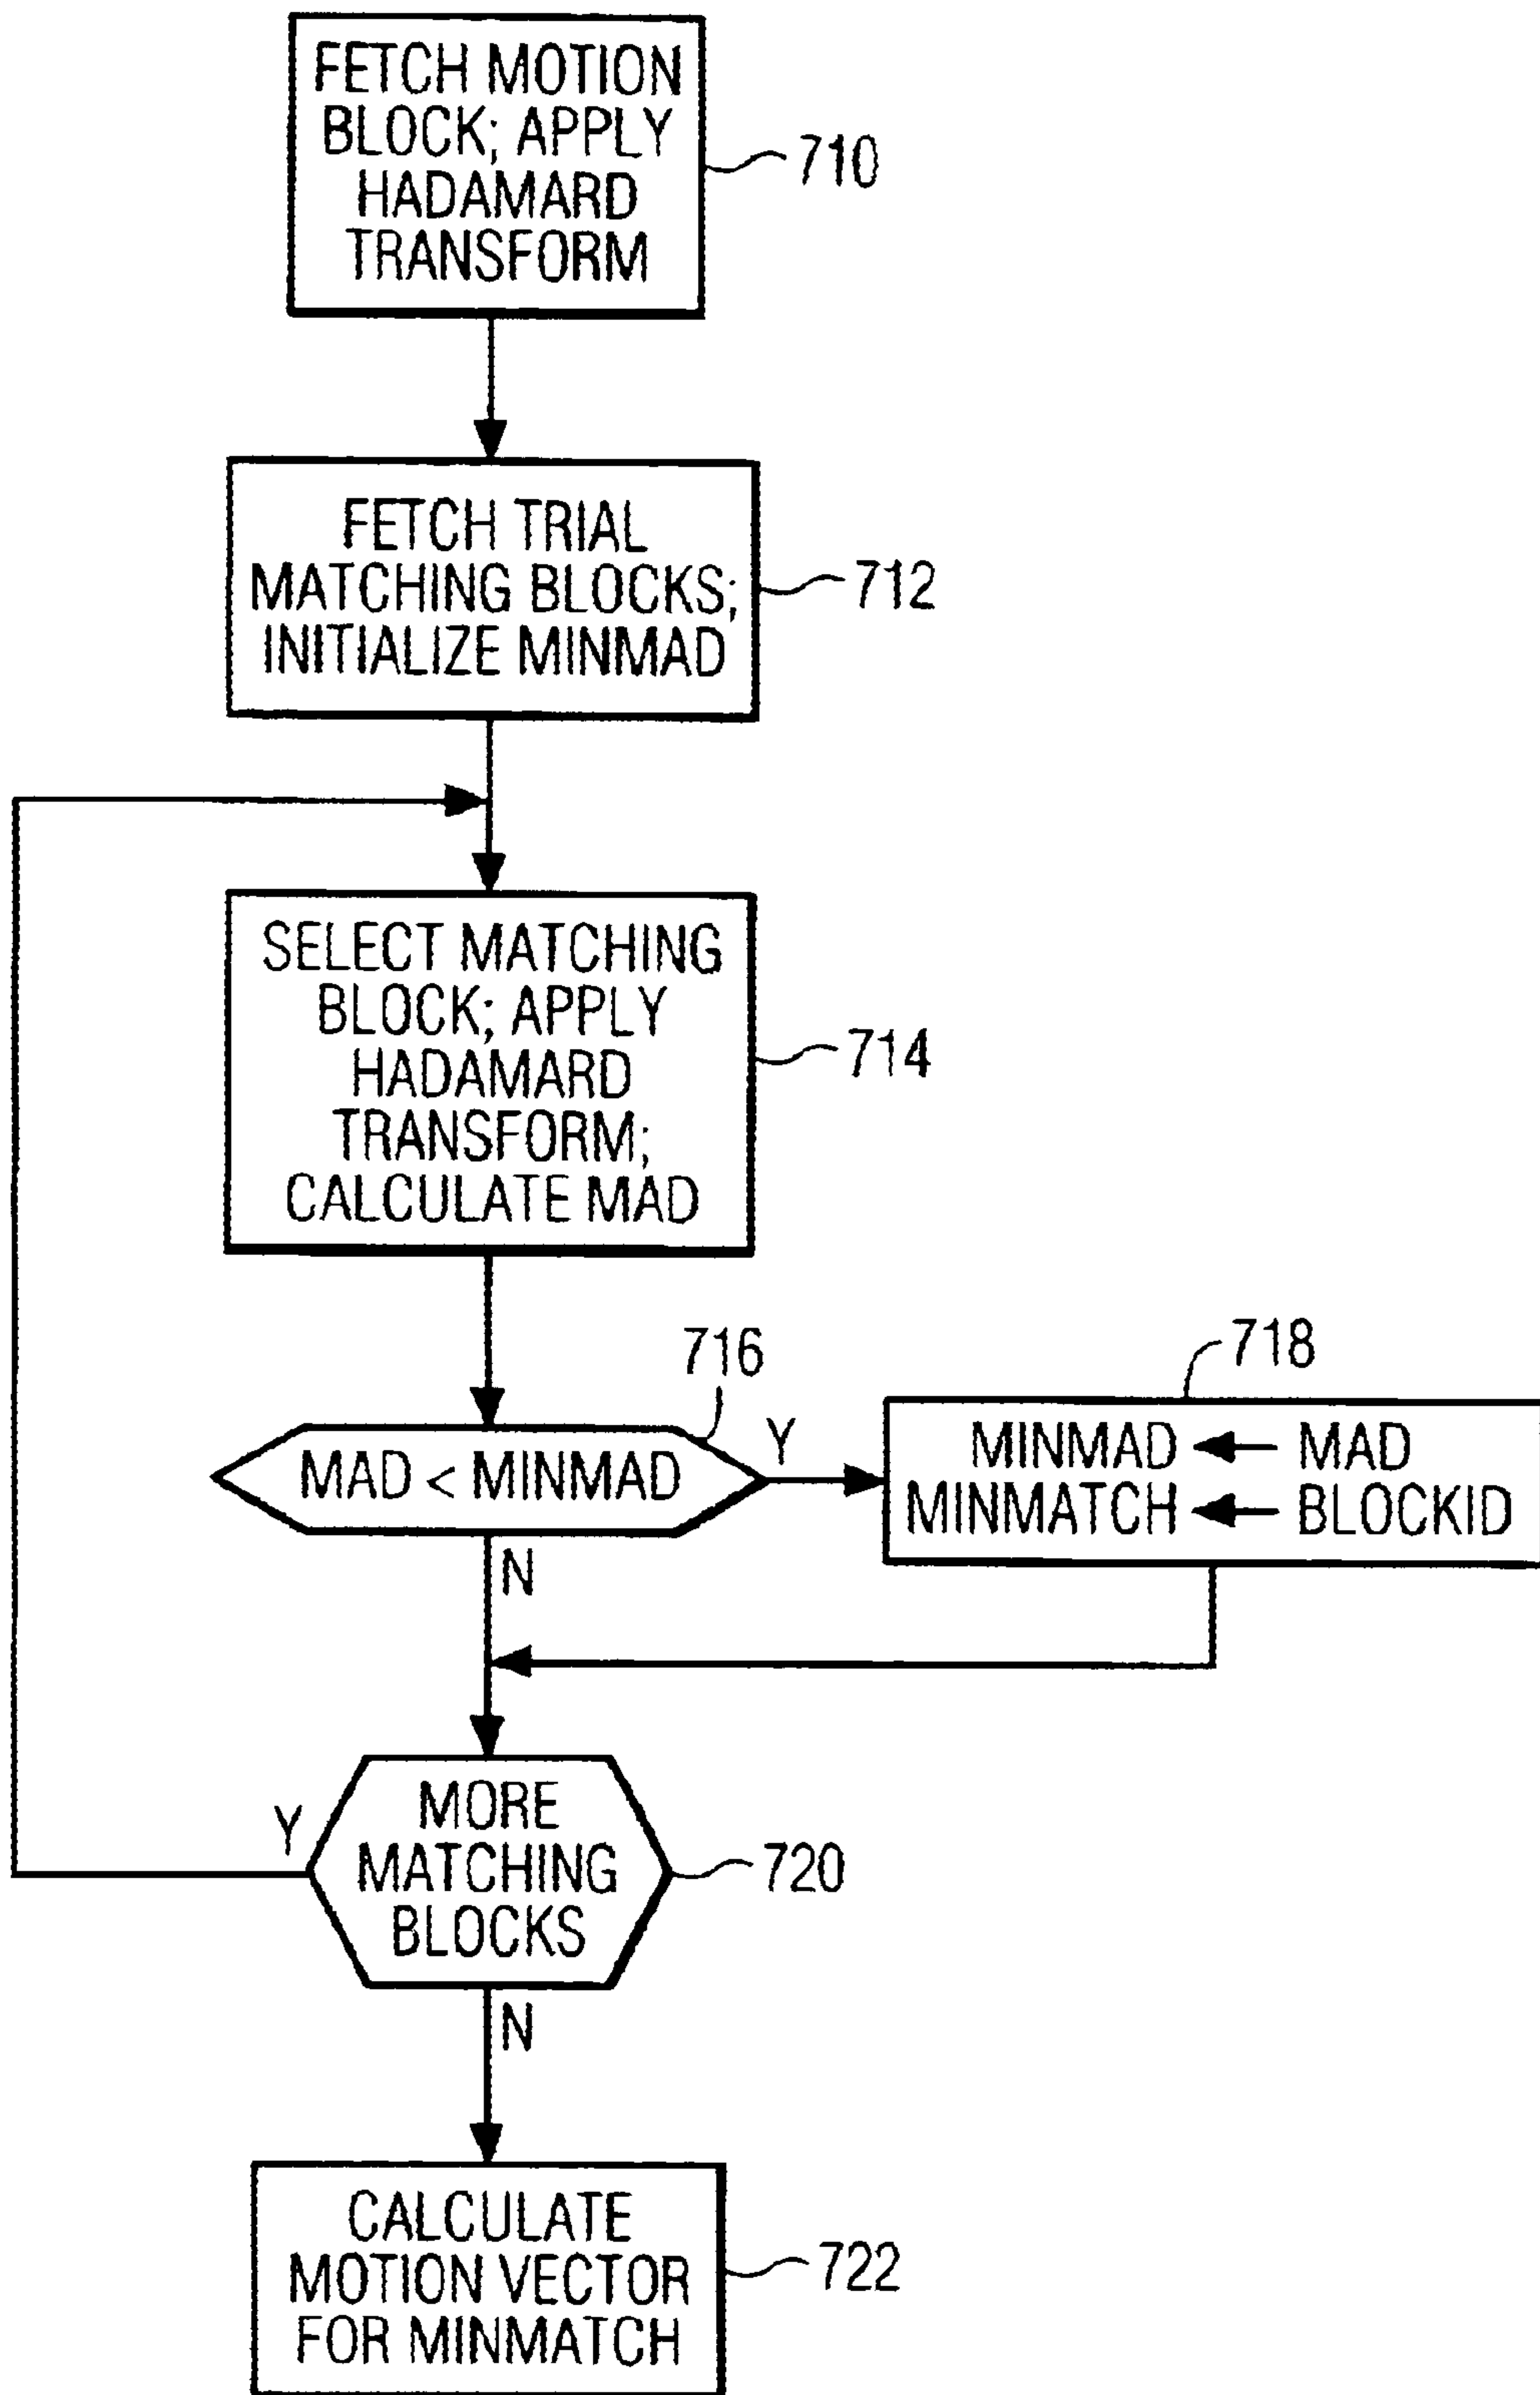 FETCH MOTION
BLOCK; APPLY
HADAMARD
TRANSFORM
710
FETCH TRIAL
MATCHING BLOCKS;
INITIALIZE MINMAD
712
SELECT MATCHING
BLOCK; APPLY
HADAMARD
TRANSFORM;
CALCULATE MAD
714
716
MAD < MINMAD
Y
N
718
MINMAD ← MAD
MINMATCH ← BLOCKID
MORE
MATCHING
BLOCKS
Y
720
N
CALCULATE
MOTION VECTOR
FOR MINMATCH
722